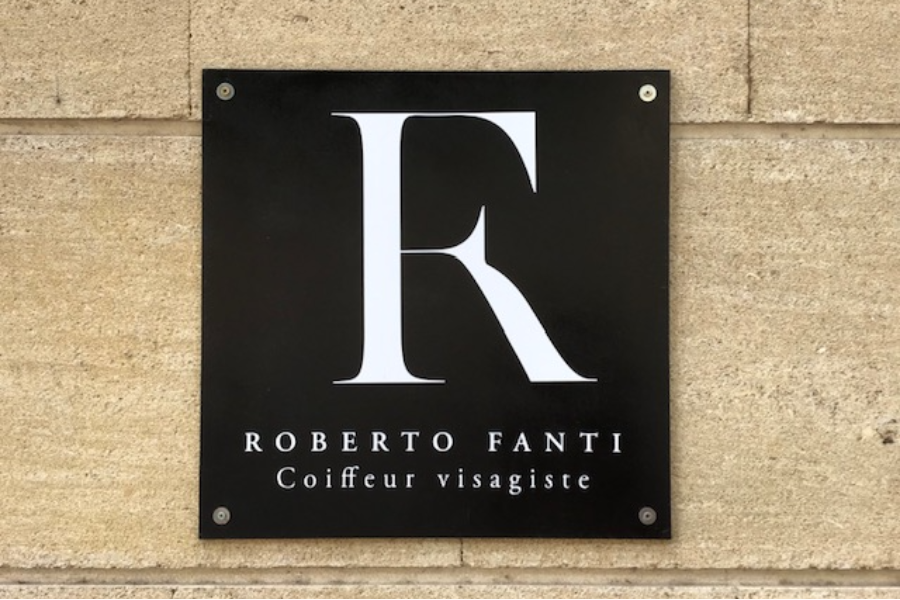 RF
ROBERTO FANTI
Coiffeur visagiste